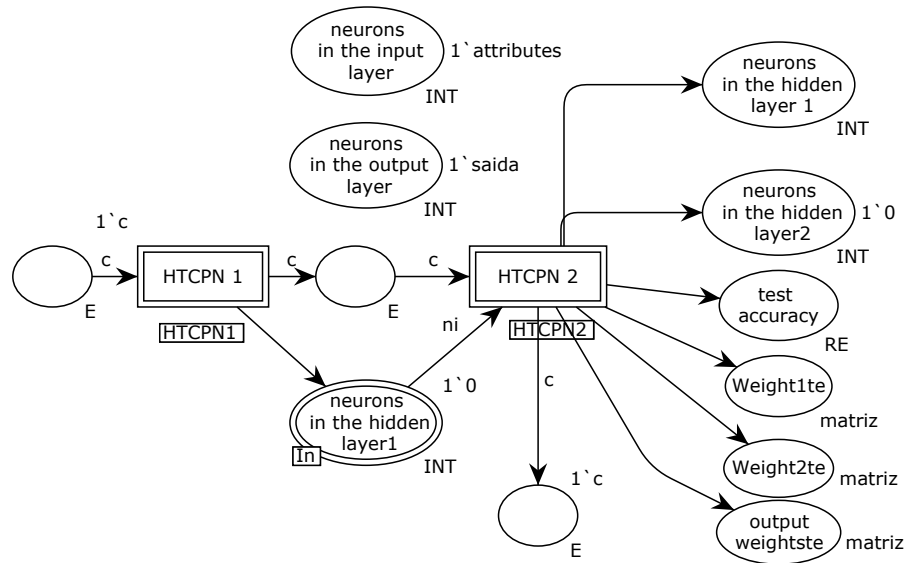 neurons
in the input
layer
1`attributes
INT
neurons
in the output
layer
1`saida
INT
neurons
in the hidden
layer 1
INT
neurons
in the hidden
layer2
1`0
INT
1`c
c
E
HTCPN 1
HTCPN1
c
E
c
HTCPN 2
HTCPN2
ni
1`0
neurons
in the hidden
layer1
In
INT
c
1`c
E
test
accuracy
RE
Weight1te
matriz
Weight2te
matriz
output
weightste
matriz